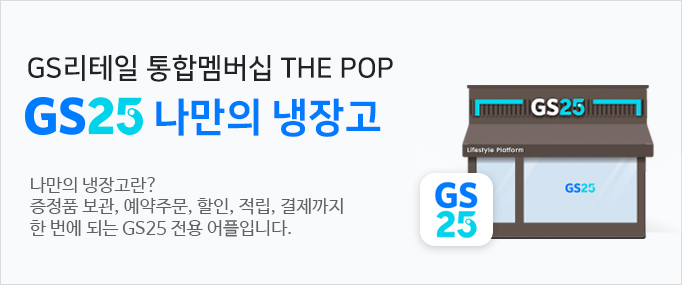 GS리테일 통합멤버십 THE POP
GS25 나만의 냉장고
나만의 냉장고란?
증정품 보관, 예약주문, 할인, 적립, 결제까지
한 번에 되는 GS25 전용 어플입니다.
GS25
Lifestyle Platform
GS25
GS
25